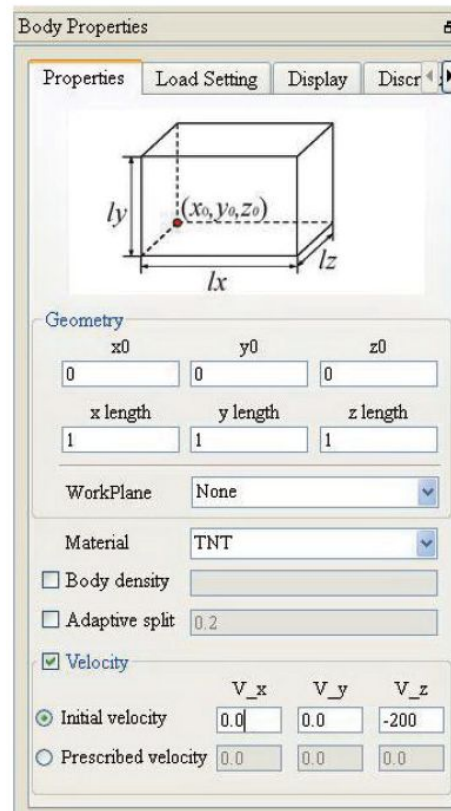 Body Properties
Properties Load Setting Display Discr
(x0,y0,z0)
ly
lz
lx
Geometry
x0 y0 z0
0 0 0
x length y length z length
1 1 1
WorkPlane None
Material TNT
Body density
Adaptive split 0.2
Velocity
V_x V_y V_z
Initial velocity 0.0 0.0 -200
Prescribed velocity 0.0 0.0 0.0